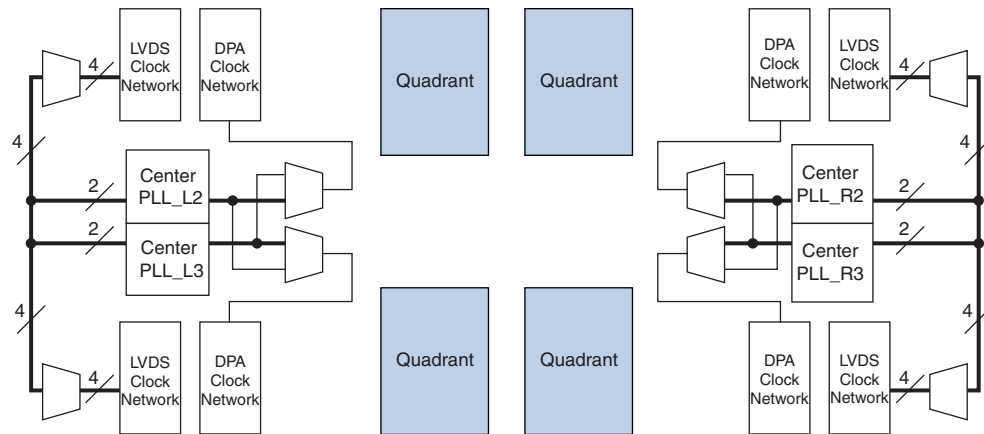 4
LVDS
Clock
Network
DPA
Clock
Network
Quadrant
Quadrant
DPA
Clock
Network
LVDS
Clock
Network
4
4
4
2
Center
PLL_L2
Center
PLL_R2
2
2
Center
PLL_L3
Center
PLL_R3
2
4
4
4
LVDS
Clock
Network
DPA
Clock
Network
Quadrant
Quadrant
DPA
Clock
Network
LVDS
Clock
Network
4